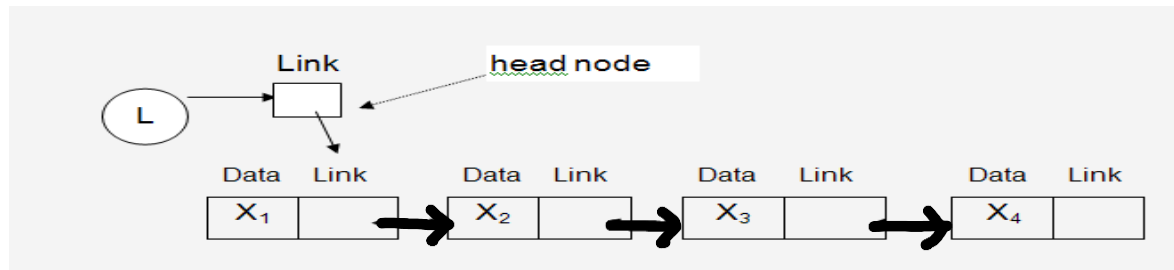 Link head node
L
Data Link Data Link Data Link Data Link
X₁ X₂ X₃ X₄